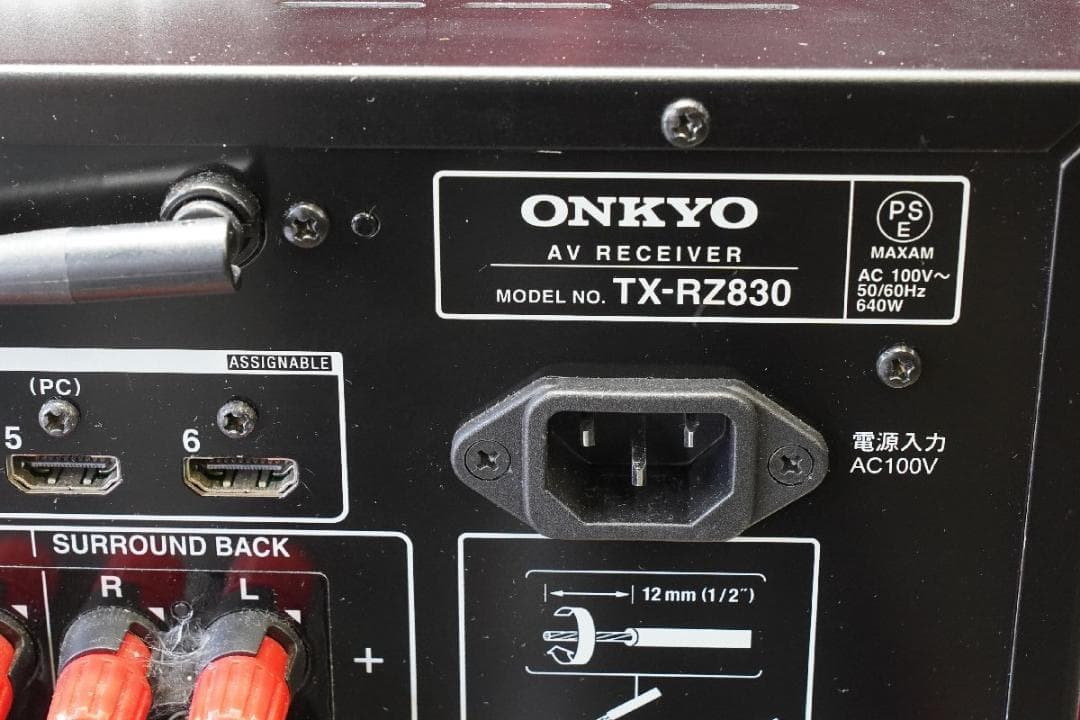 ONKYO
AV RECEIVER
MODEL NO. TX-RZ830
PS
E
MAXAM
AC 100V～
50/60Hz
640W
ASSIGNABLE
(PC)
5
6
電源入力
AC100V
SURROUND BACK
R
L
+
12 mm (1/2")